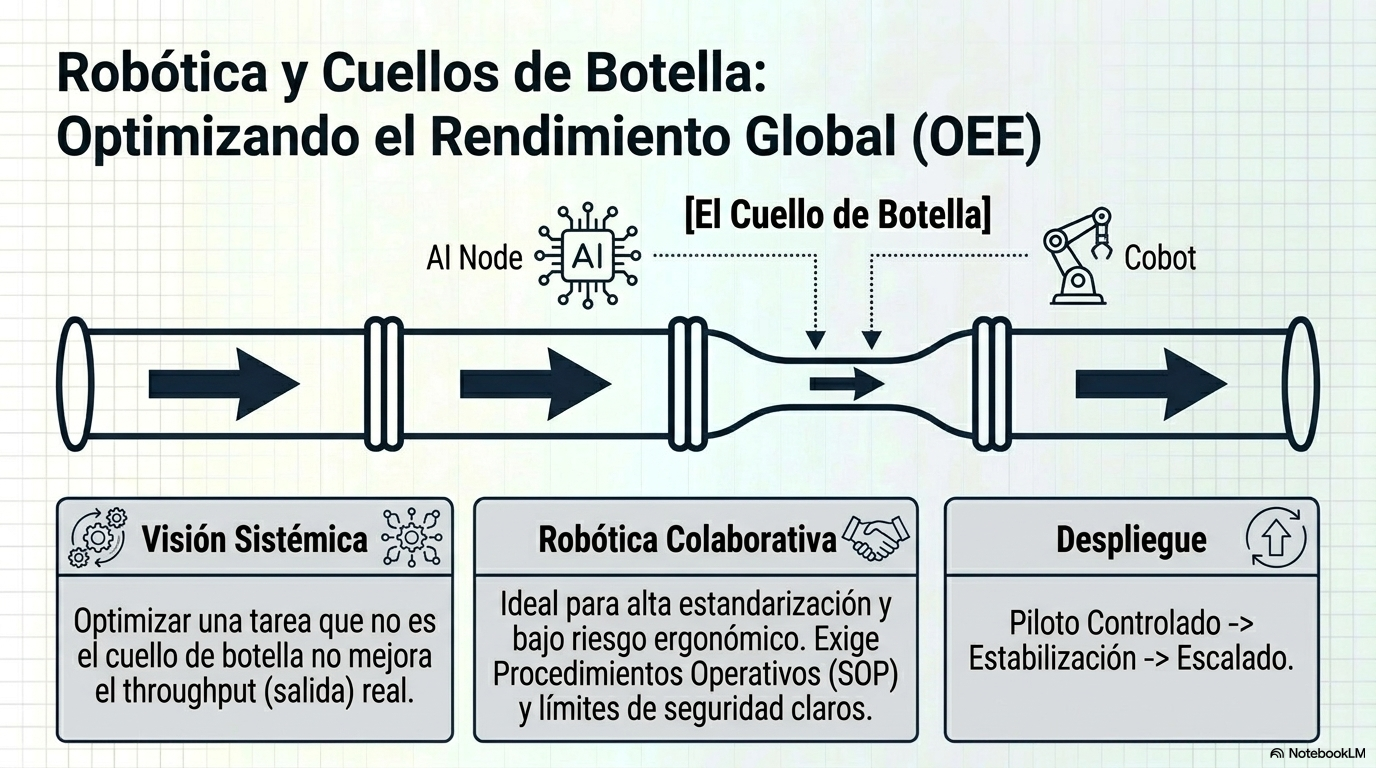 Robótica y Cuellos de Botella:
Optimizando el Rendimiento Global (OEE)
[El Cuello de Botella]
AI Node
AI
Cobot
Visión Sistémica
Optimizar una tarea que no es
el cuello de botella no mejora
el throughput (salida) real.
Robótica Colaborativa
Ideal para alta estandarización y
bajo riesgo ergonómico. Exige
Procedimientos Operativos (SOP)
y límites de seguridad claros.
Despliegue
Piloto Controlado ->
Estabilización -> Escalado.
NotebookLM